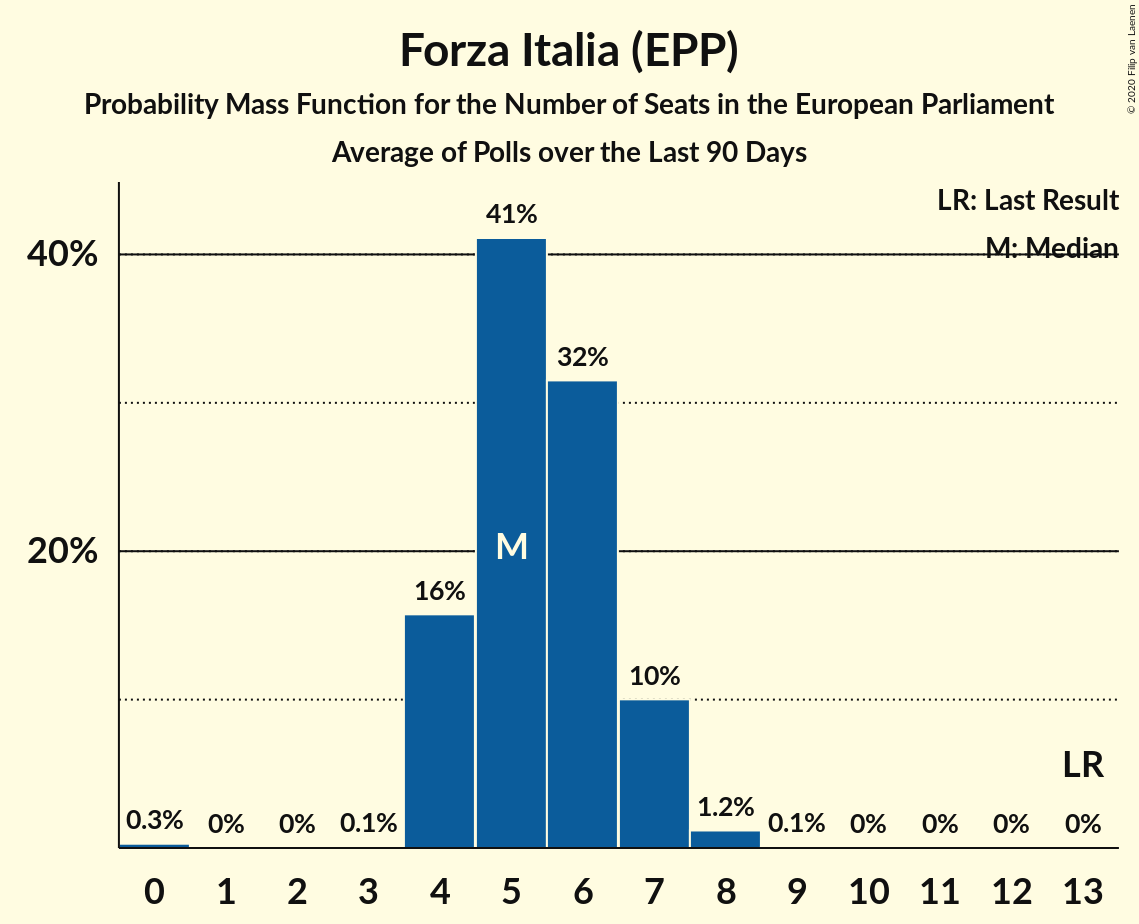 Forza Italia (EPP)
Probability Mass Function for the Number of Seats in the European Parliament
Average of Polls over the Last 90 Days
© 2020 Filip van Laenen
LR: Last Result
M: Median
40%
20%
41%
32%
16%
10%
0.3%
0%
0%
0.1%
1.2%
0.1%
0%
0%
0%
0%
M
LR
0 1 2 3 4 5 6 7 8 9 10 11 12 13